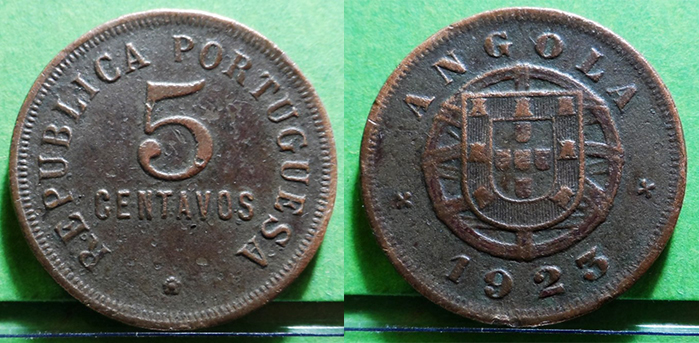 REPUBLICA PORTUGUESA
5
CENTAVOS
ANGOLA
1923